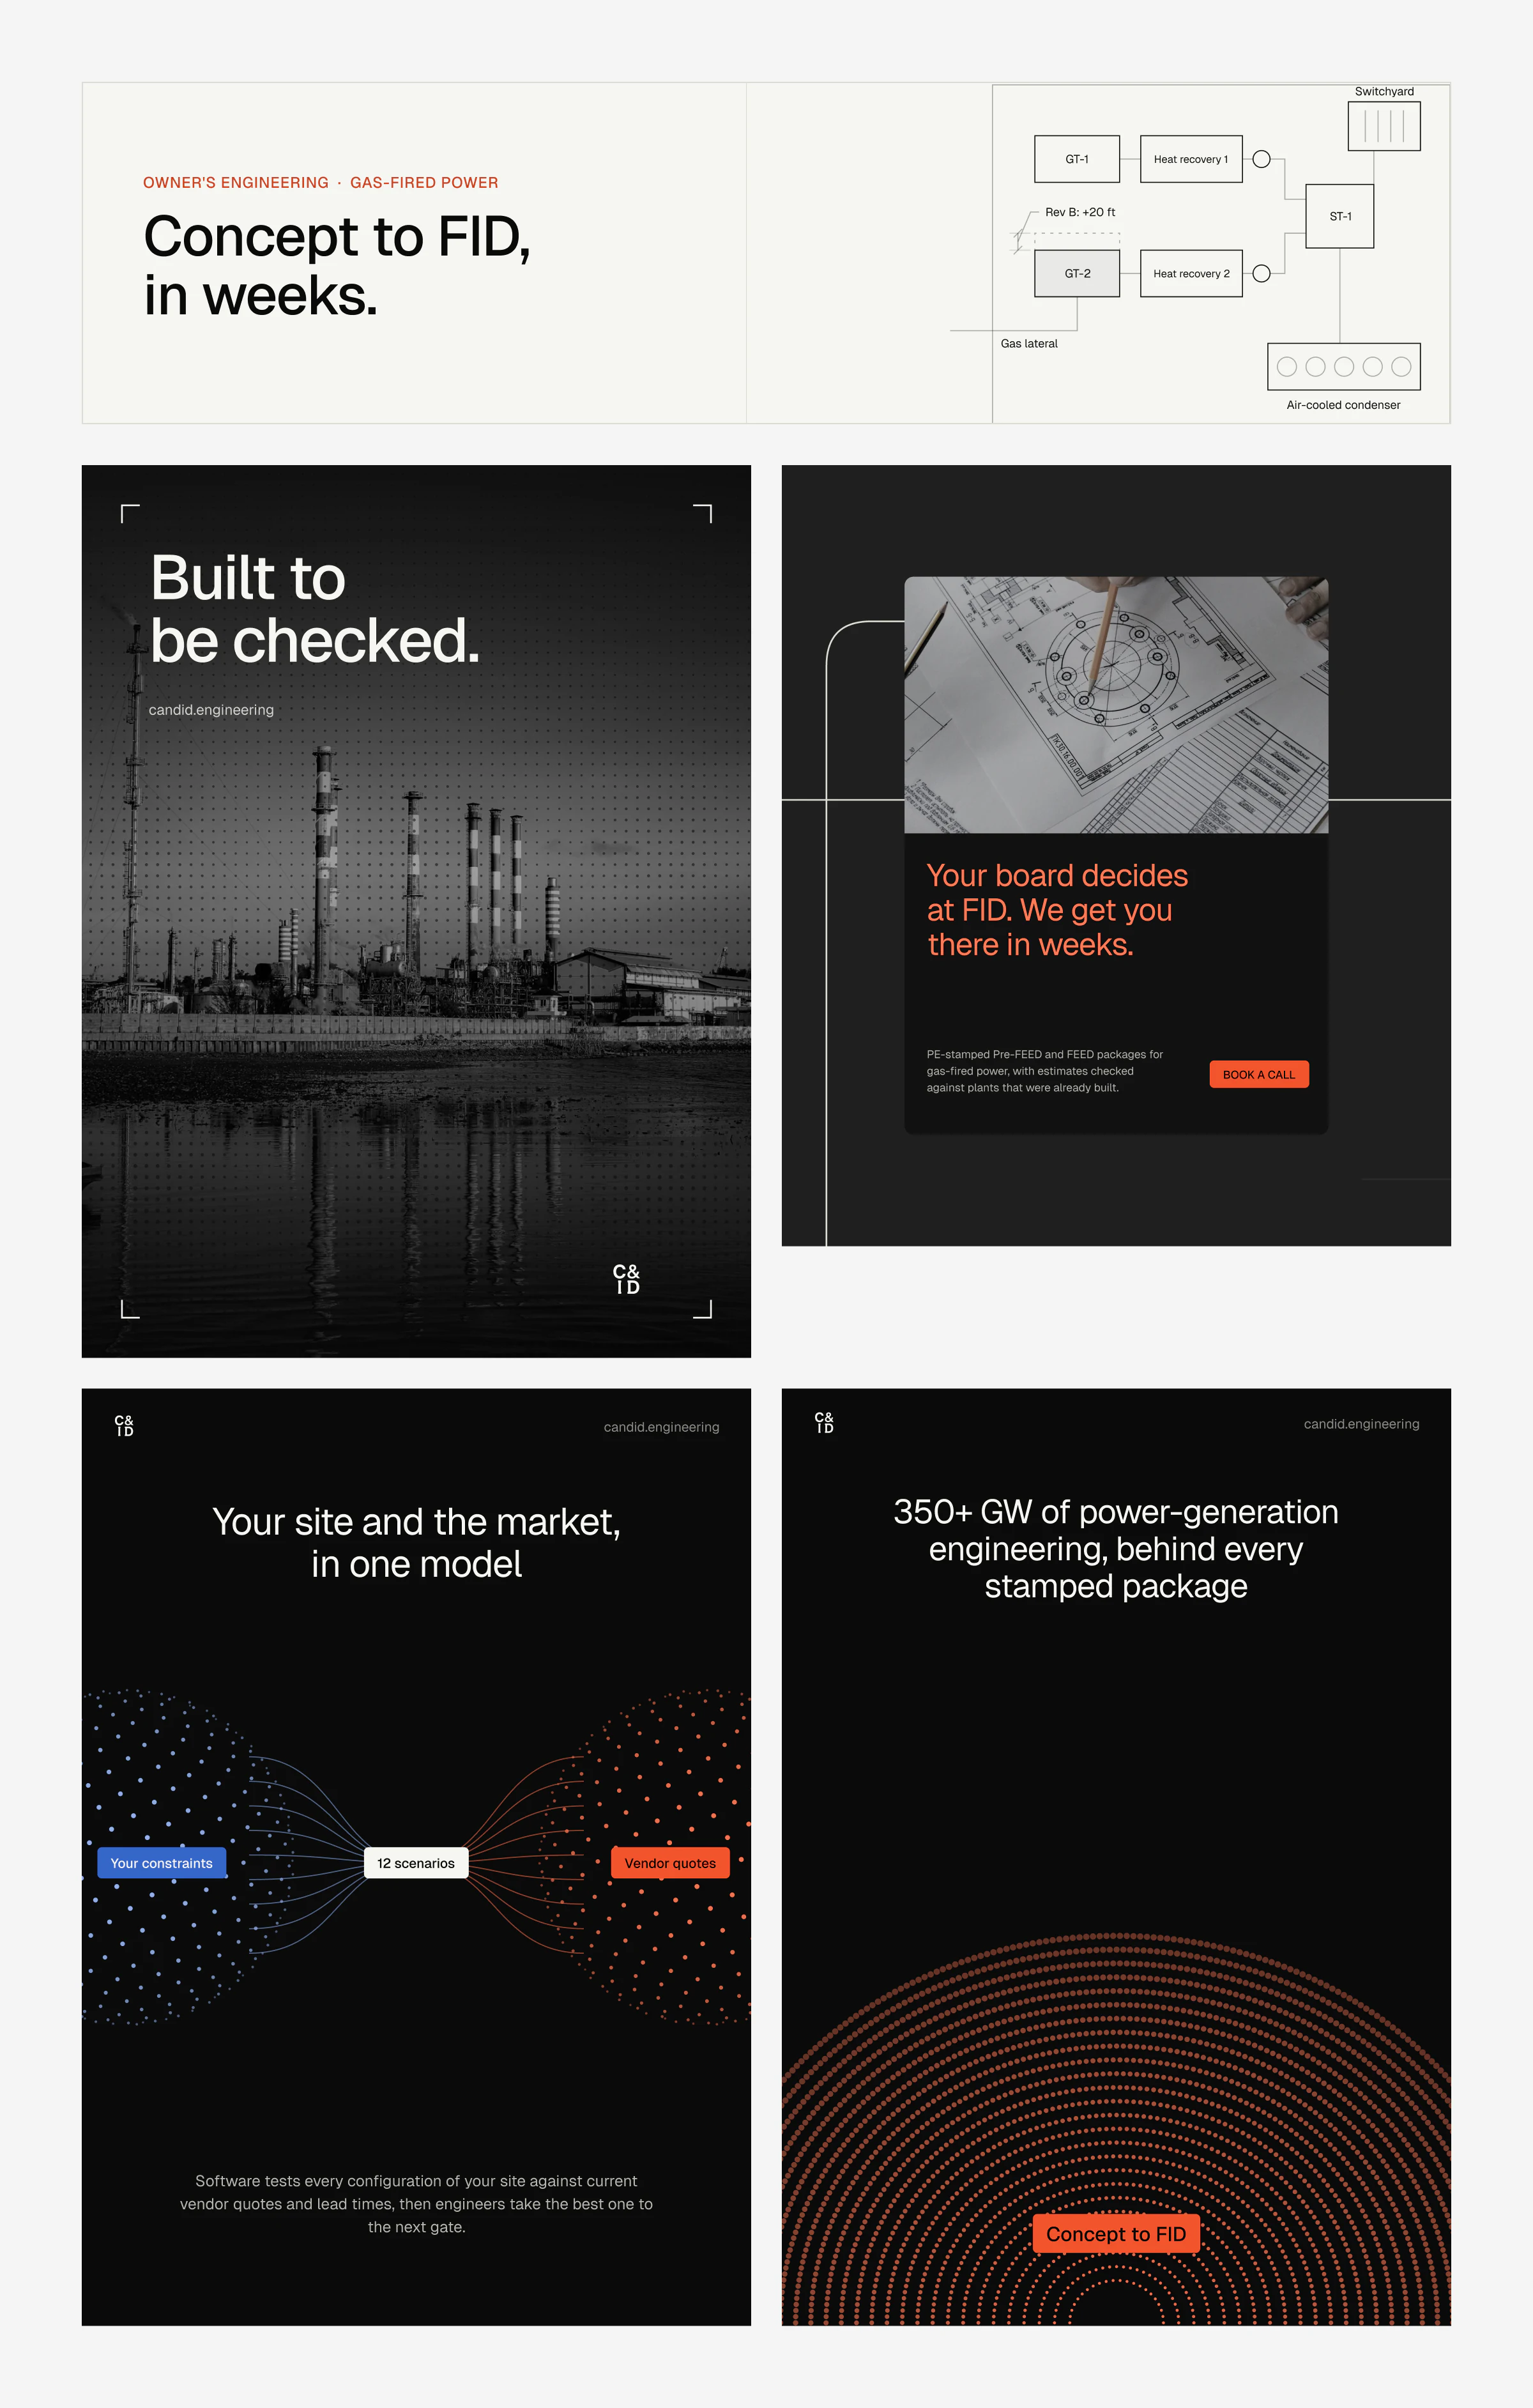 OWNER'S ENGINEERING · GAS-FIRED POWER
Concept to FID,
in weeks.
Switchyard
GT-1
Heat recovery 1
ST-1
Rev B: +20 ft
GT-2
Heat recovery 2
Gas lateral
Air-cooled condenser
Built to
be checked.
candid.engineering
C&
ID
Your board decides
at FID. We get you
there in weeks.
PE-stamped Pre-FEED and FEED packages for
gas-fired power, with estimates checked
against plants that were already built.
BOOK A CALL
C&
ID
candid.engineering
Your site and the market,
in one model
Your constraints
12 scenarios
Vendor quotes
Software tests every configuration of your site against current
vendor quotes and lead times, then engineers take the best one to
the next gate.
C&
ID
candid.engineering
350+ GW of power-generation
engineering, behind every
stamped package
Concept to FID